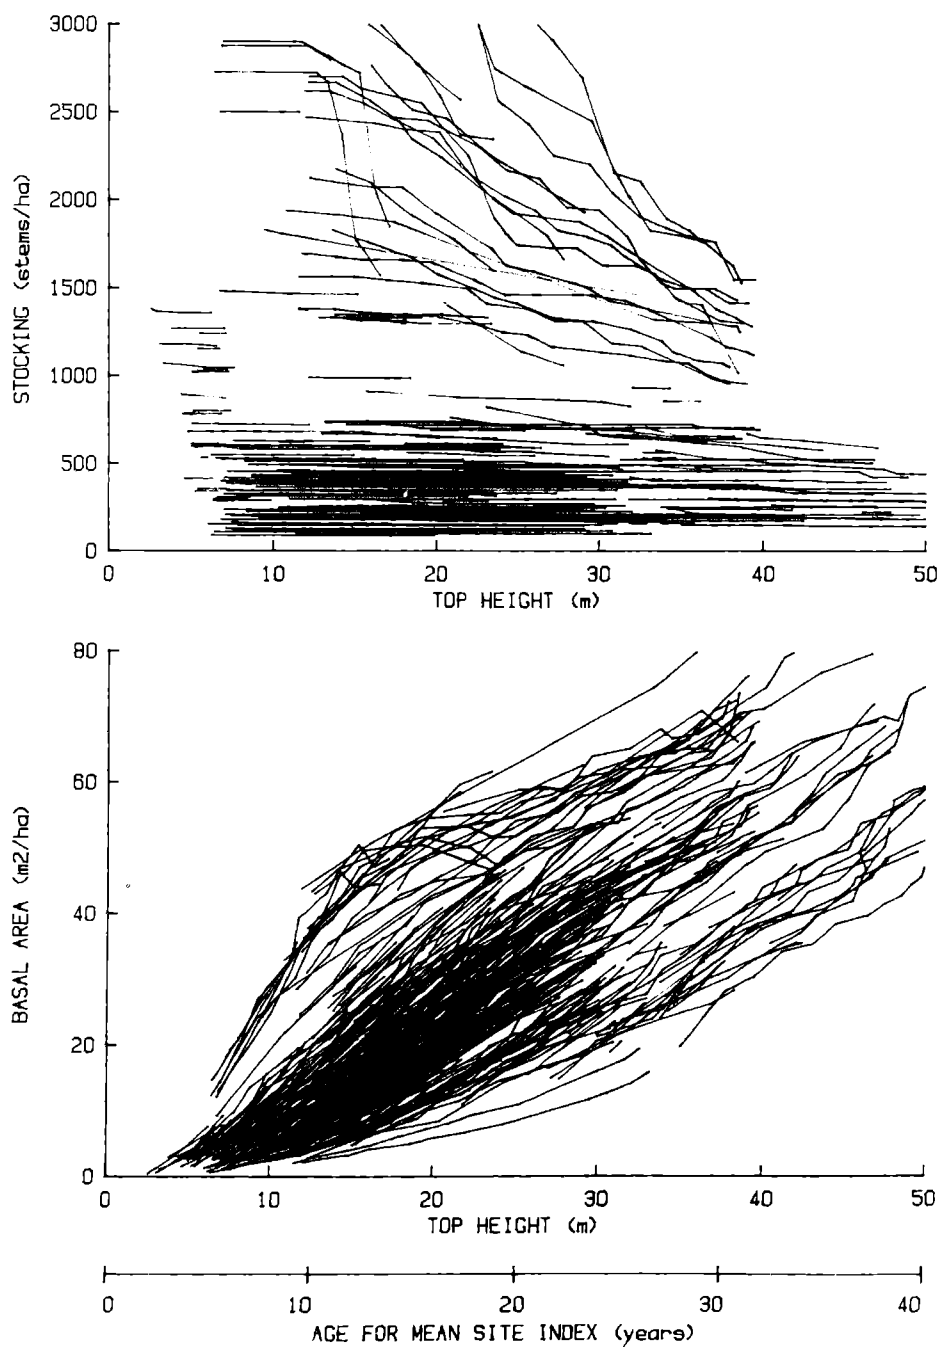 3000
2500
2000
1500
1000
500
0
STOCKING (stems/ha)
0 10 20 30 40 50
TOP HEIGHT (m)
80
60
40
20
0
BASAL AREA (m2/ha)
0 10 20 30 40 50
TOP HEIGHT (m)
0 10 20 30 40
AGE FOR MEAN SITE INDEX (years)